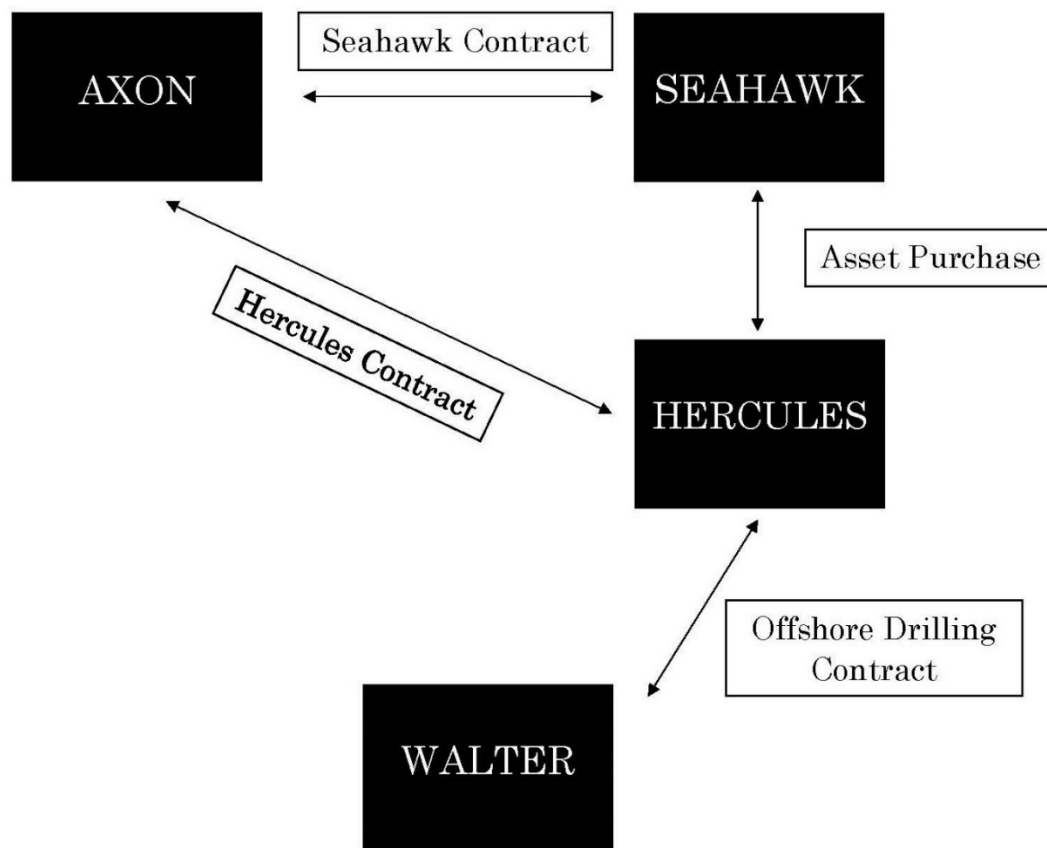 Seahawk Contract
AXON
SEAHAWK
Asset Purchase
Hercules Contract
HERCULES
Offshore Drilling
Contract
WALTER